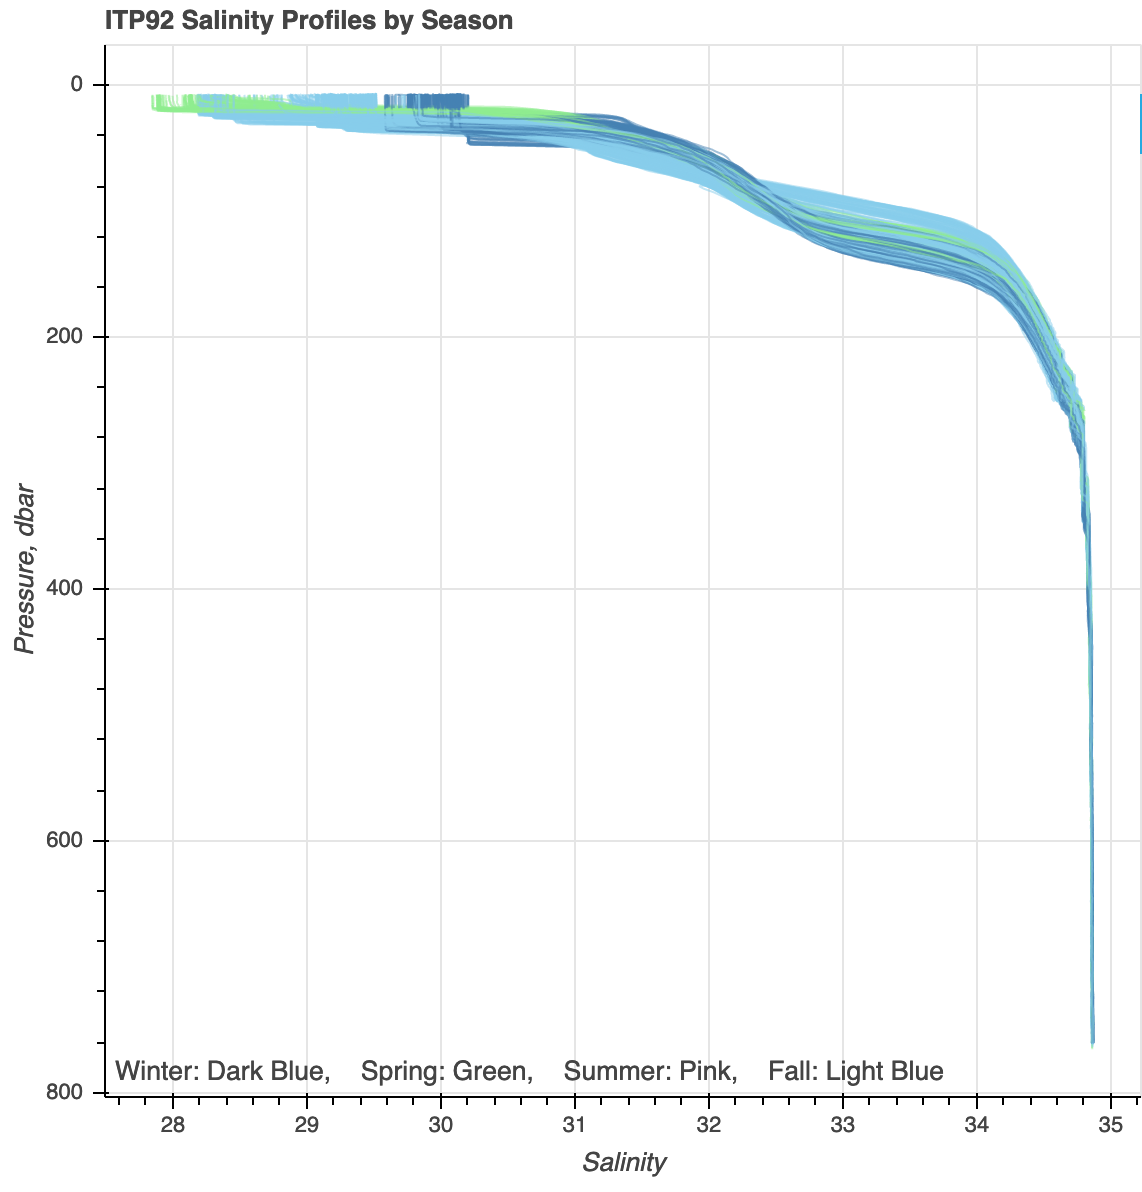 ITP92 Salinity Profiles by Season
0
200
400
600
800
Pressure, dbar
Winter: Dark Blue, Spring: Green, Summer: Pink, Fall: Light Blue
28 29 30 31 32 33 34 35
Salinity